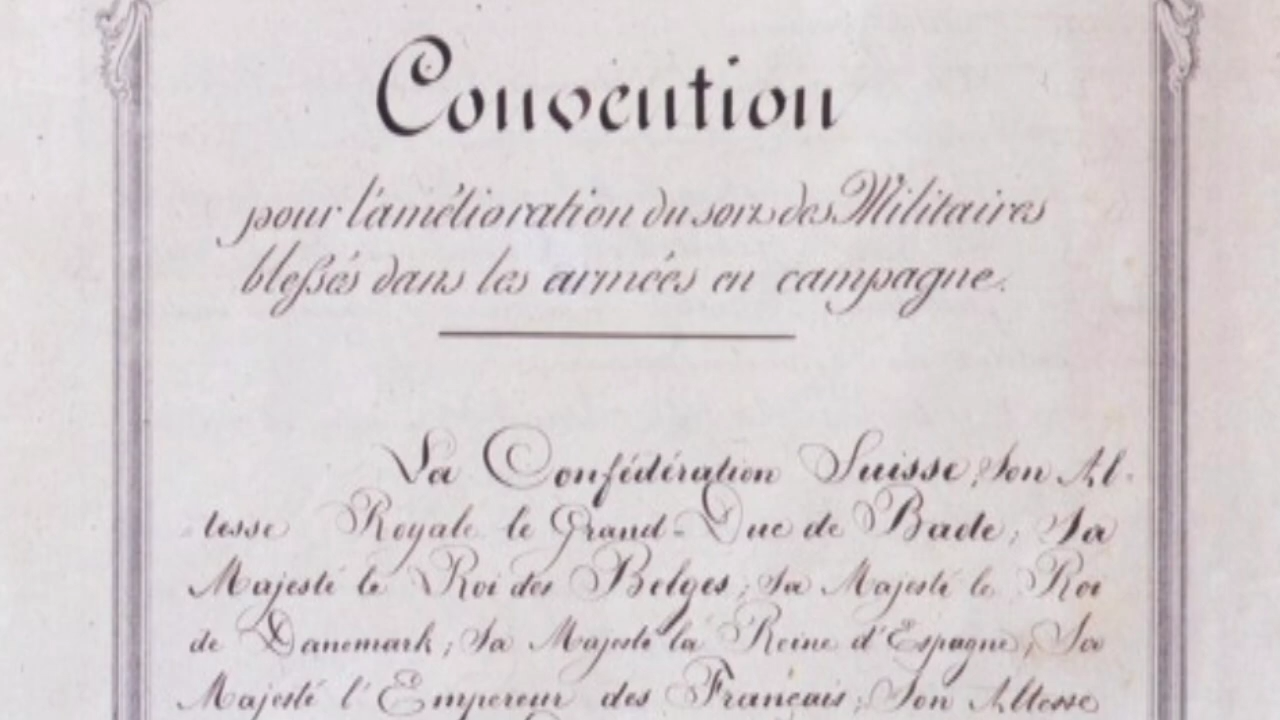 Convention
pour l'amélioration du sort des Militaires
blessés dans les armées en campagne.
La Confédération Suisse; Son Al-
tesse Royale le Grand-Duc de Bade; Sa
Majesté le Roi des Belges; Sa Majesté le Roi
de Danemark; Sa Majesté la Reine d'Espagne; Sa
Majesté l'Empereur des Français; Son Altesse